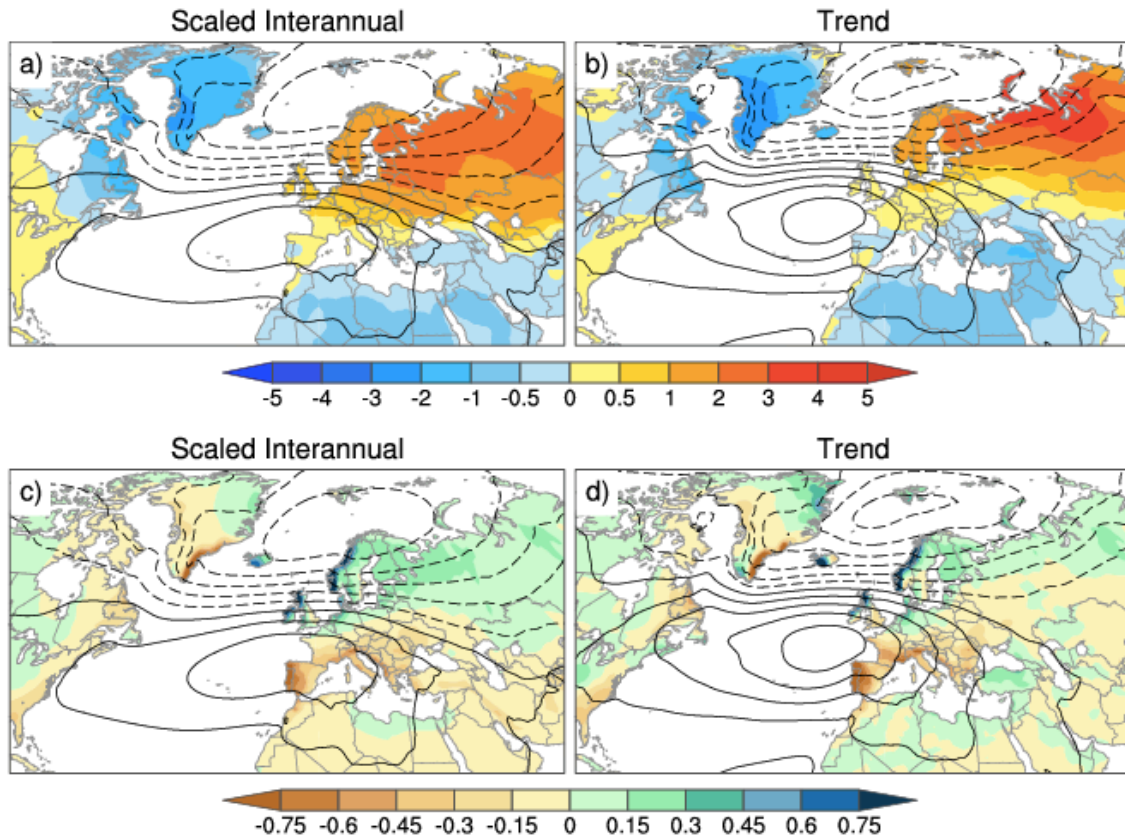 Scaled Interannual Trend
a) b)
-5 -4 -3 -2 -1 -0.5 0 0.5 1 2 3 4 5
Scaled Interannual Trend
c) d)
-0.75 -0.6 -0.45 -0.3 -0.15 0 0.15 0.3 0.45 0.6 0.75